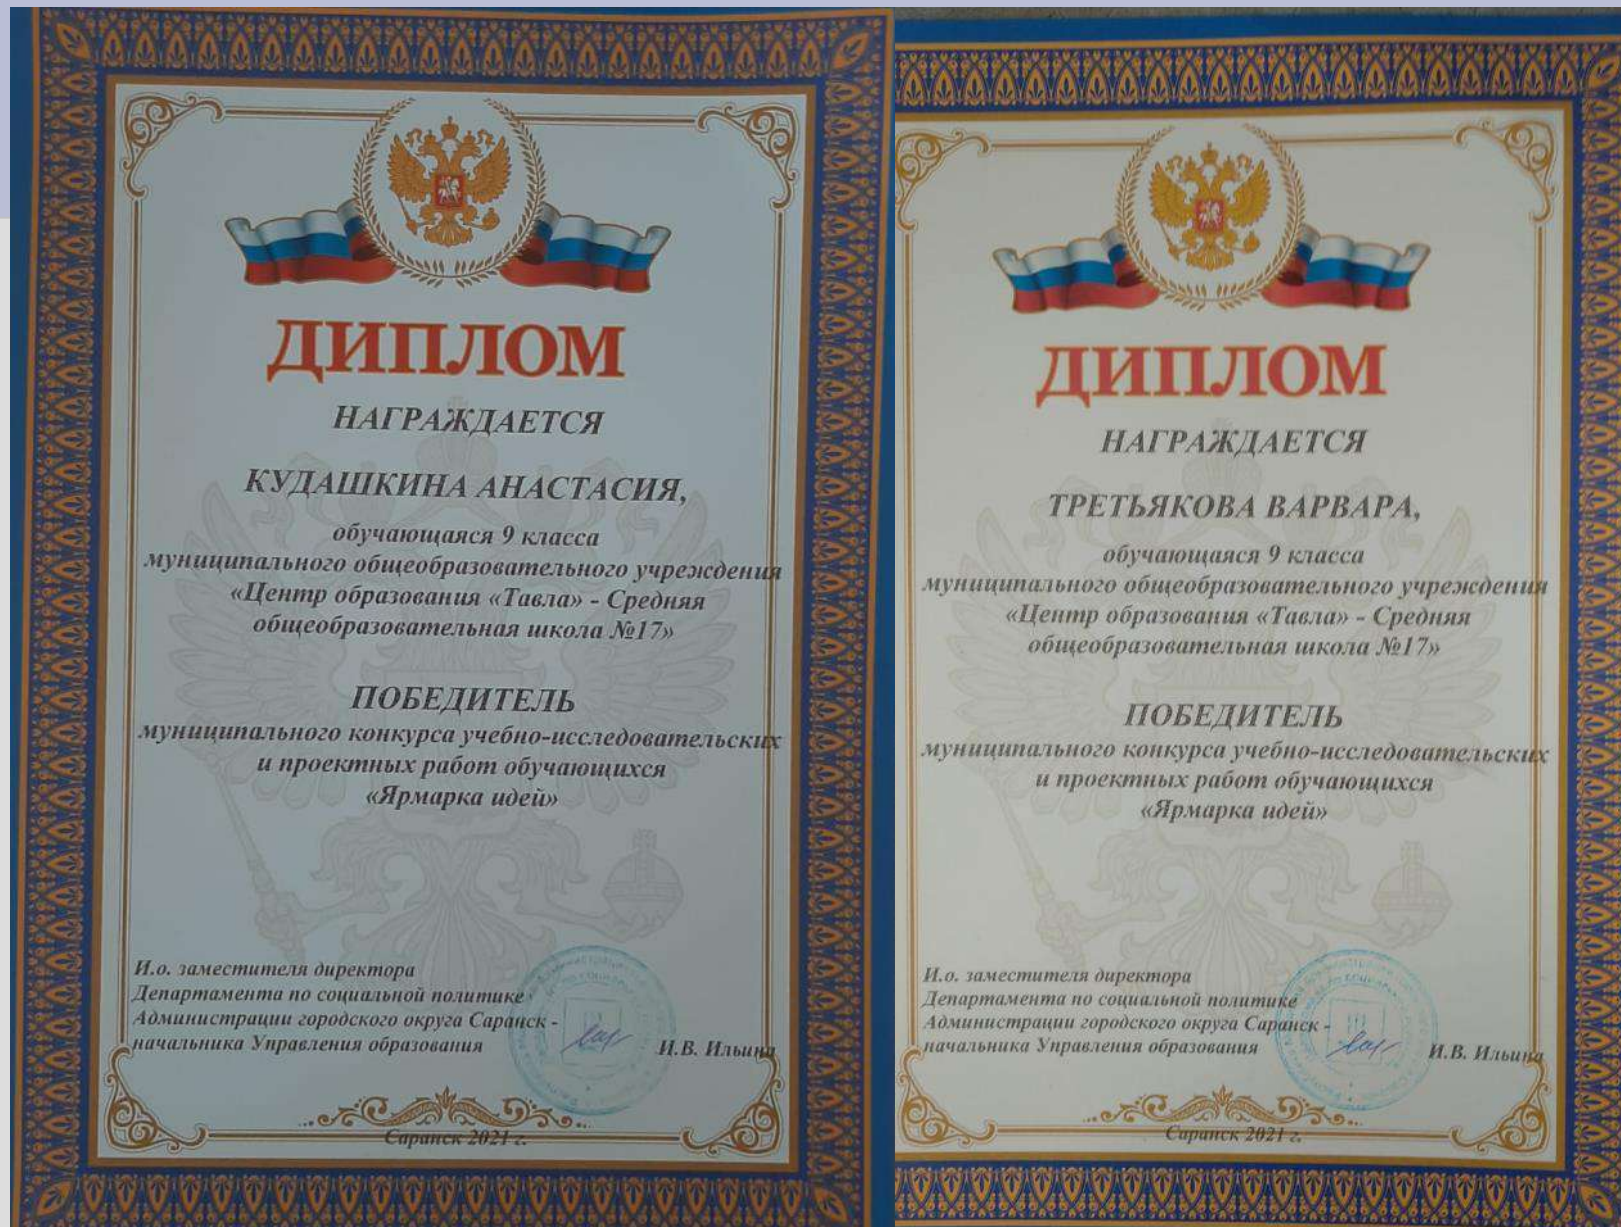 ДИПЛОМ
НАГРАЖДАЕТСЯ
КУДАШКИНА АНАСТАСИЯ,
обучающаяся 9 класса
муниципального общеобразовательного учреждения
«Центр образования «Тавла» - Средняя
общеобразовательная школа №17»
ПОБЕДИТЕЛЬ
муниципального конкурса учебно-исследовательских
и проектных работ обучающихся
«Ярмарка идей»
И.о. заместителя директора
Департамента по социальной политике
Администрации городского округа Саранск -
начальника Управления образования
И.В. Ильина
Саранск 2021 г.
ДИПЛОМ
НАГРАЖДАЕТСЯ
ТРЕТЬЯКОВА ВАРВАРА,
обучающаяся 9 класса
муниципального общеобразовательного учреждения
«Центр образования «Тавла» - Средняя
общеобразовательная школа №17»
ПОБЕДИТЕЛЬ
муниципального конкурса учебно-исследовательских
и проектных работ обучающихся
«Ярмарка идей»
И.о. заместителя директора
Департамента по социальной политике
Администрации городского округа Саранск -
начальника Управления образования
И.В. Ильина
Саранск 2021 г.